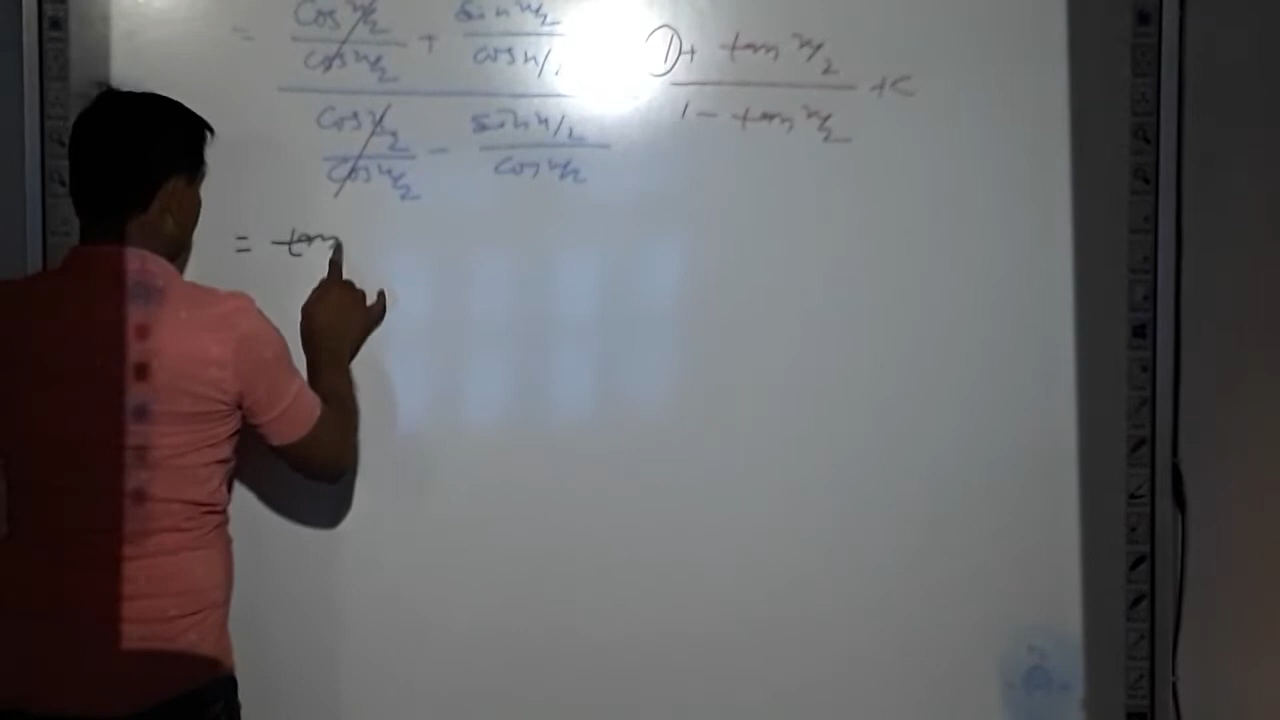 = cos x/2 / cos x/2 + sin x/2 / cos x/2
cos x/2 / cos x/2 - sin x/2 / cos x/2
1 + tan x/2 / 1 - tan x/2 + c
= tan